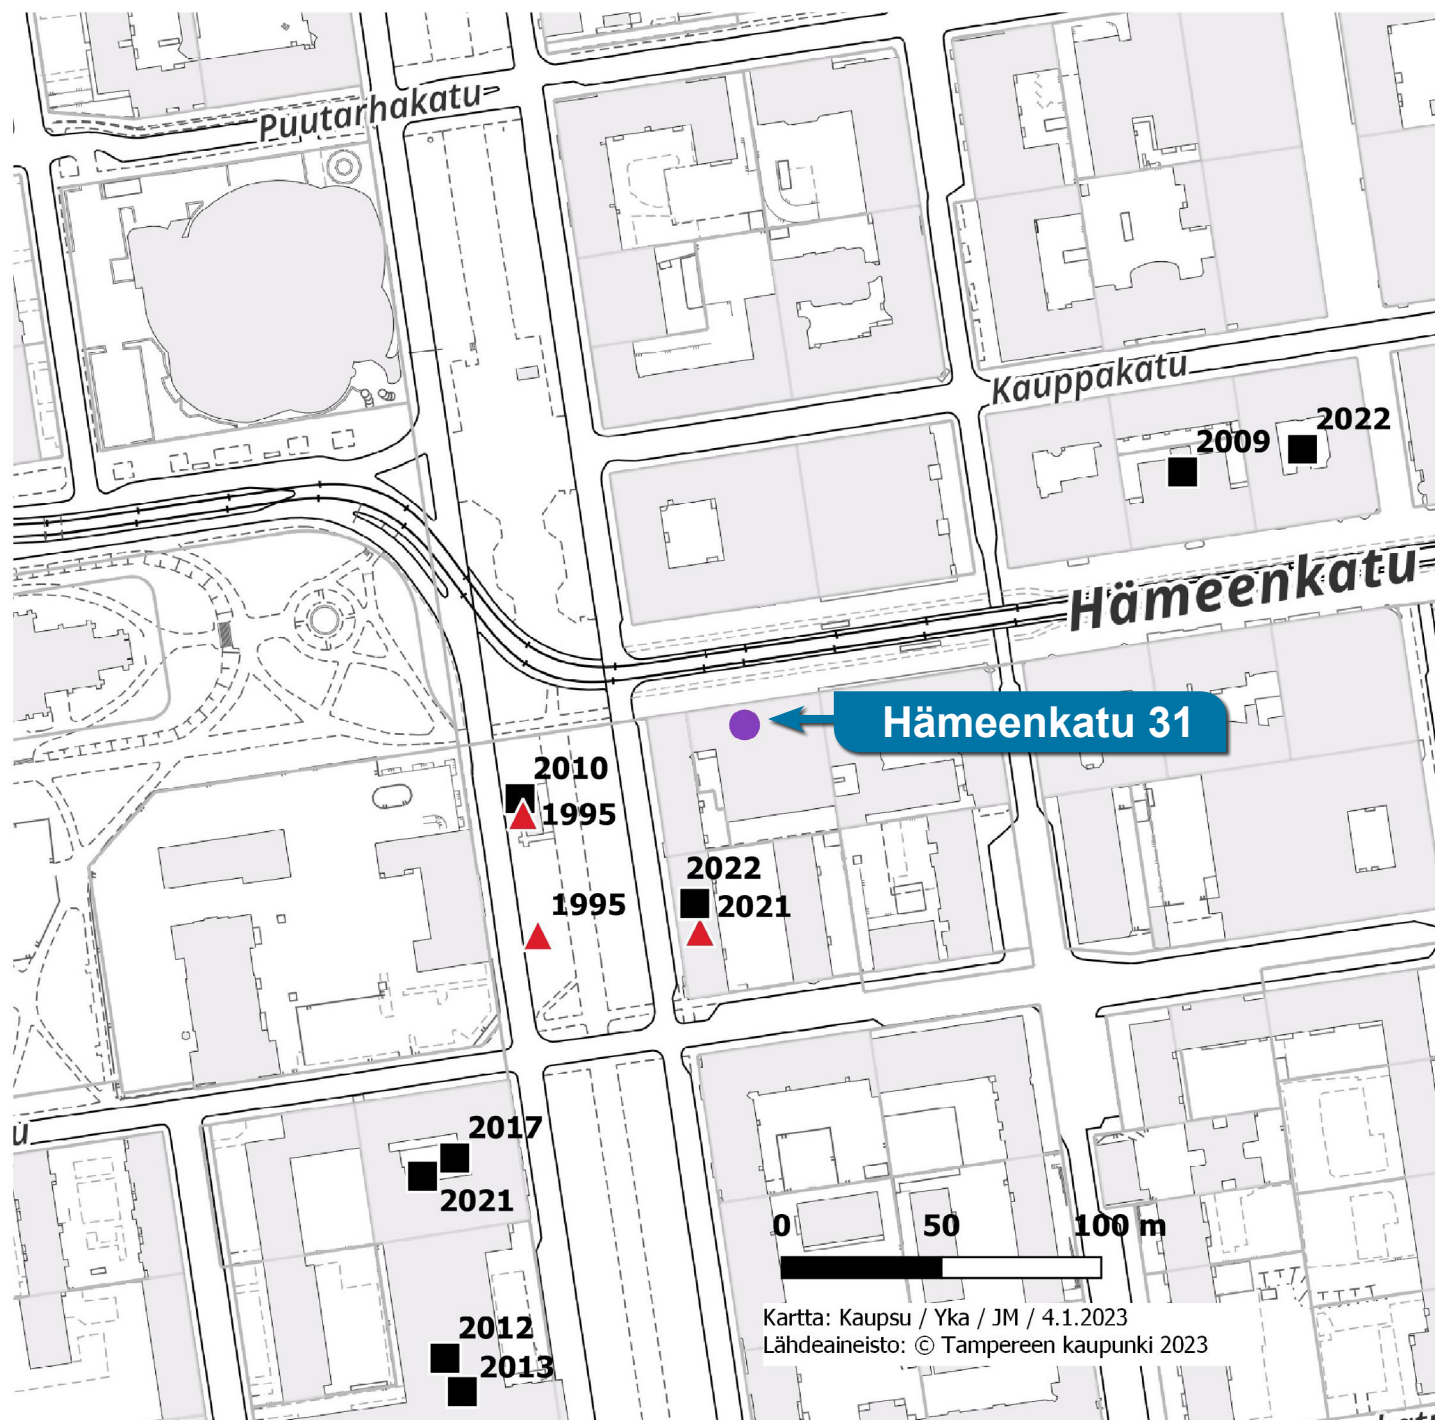 Puutarhakatu
Kauppakatu
2022
2009
Hämeenkatu
Hämeenkatu 31
2010
1995
2022
1995
2021
2017
2021
0 50 100 m
Kartta: Kaupsu / Yka / JM / 4.1.2023
Lähdeaineisto: © Tampereen kaupunki 2023
2012
2013